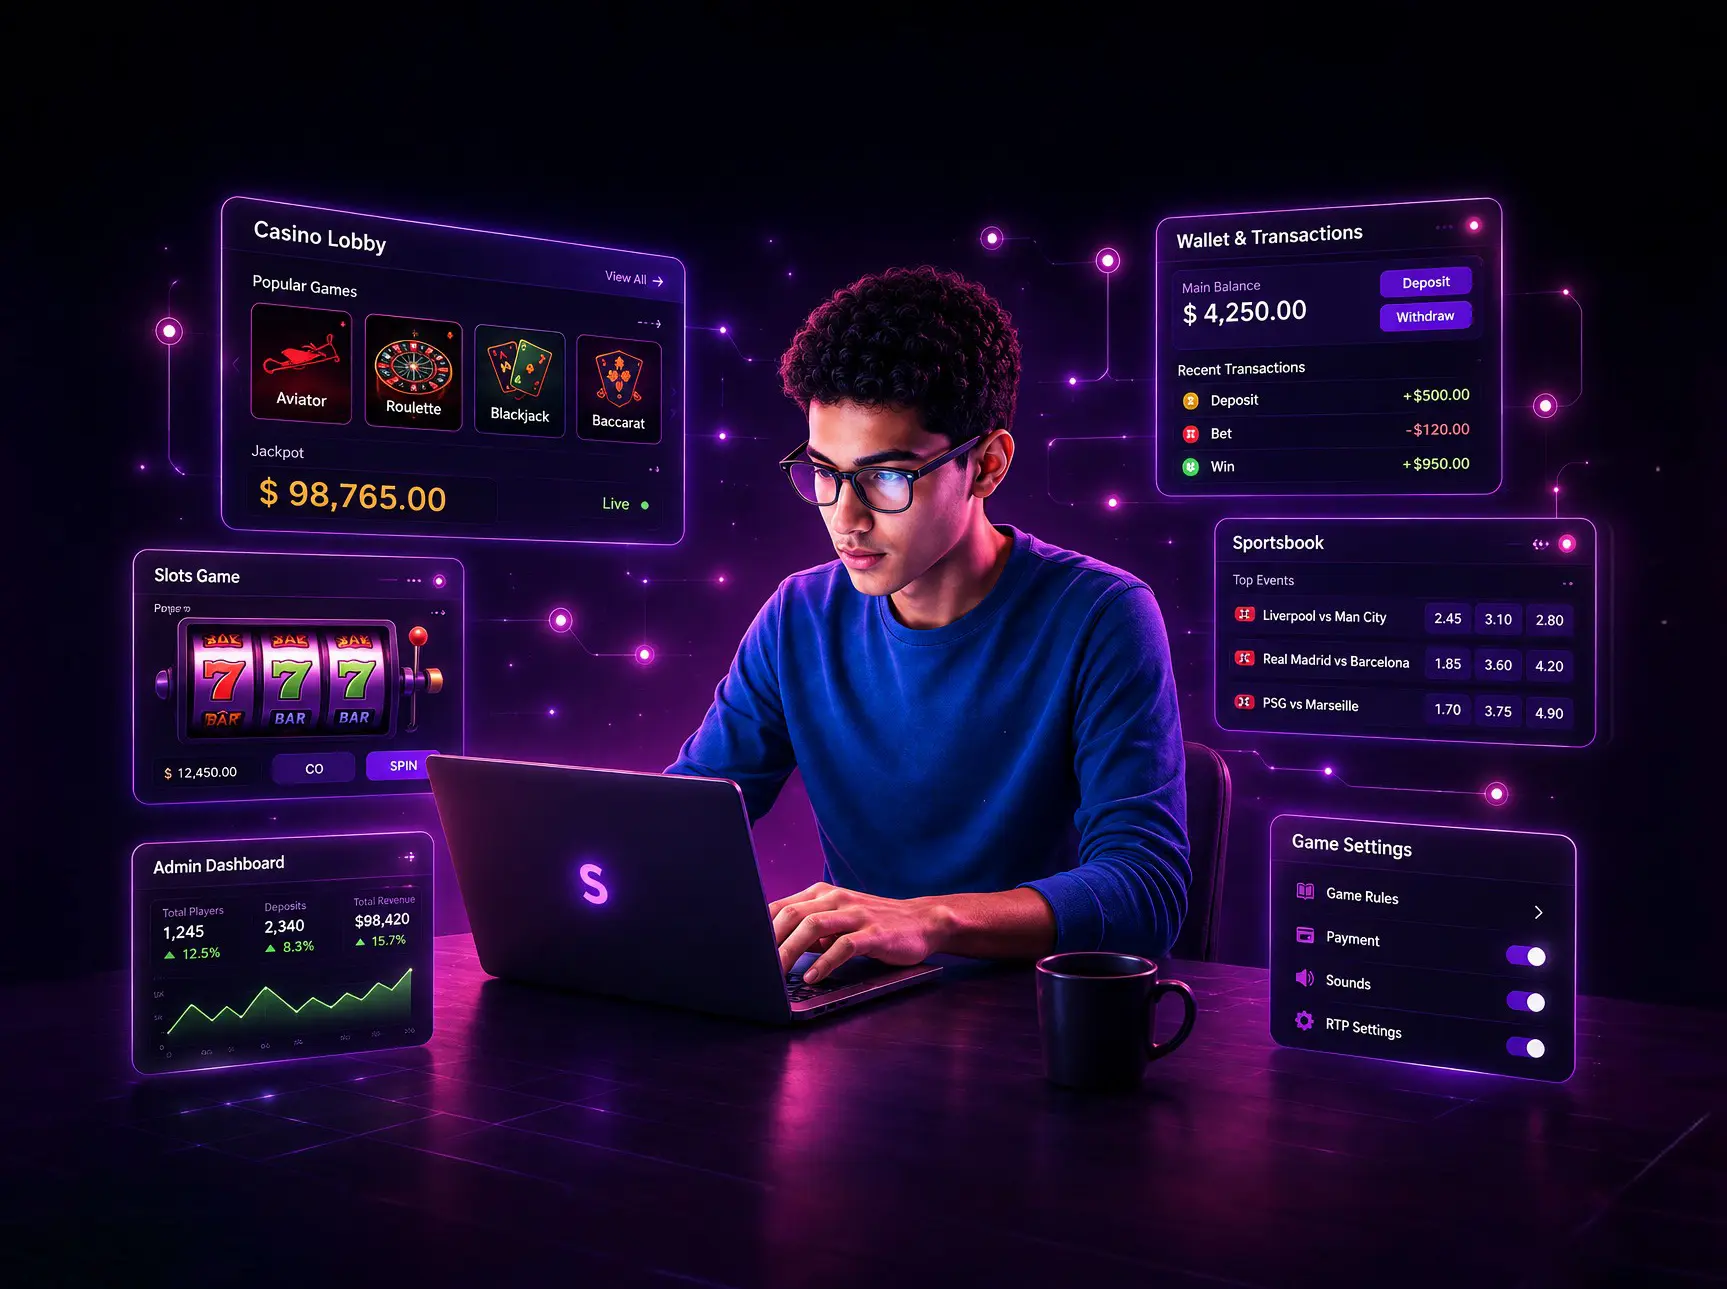 Casino Lobby
View All →
Popular Games
Aviator
Roulette
Blackjack
Baccarat
Jackpot
$ 98,765.00
Live
Wallet & Transactions
Main Balance
$ 4,250.00
Deposit
Withdraw
Recent Transactions
Deposit +$500.00
Bet -$120.00
Win +$950.00
Slots Game
7 7 7
BAR BAR BAR
$ 12,450.00
CO
SPIN
Sportsbook
Top Events
Liverpool vs Man City 2.45 3.10 2.80
Real Madrid vs Barcelona 1.85 3.60 4.20
PSG vs Marseille 1.70 3.75 4.90
Admin Dashboard
Total Players Deposits Total Revenue
1,245 2,340 $98,420
12.5% 8.3% 15.7%
S
Game Settings
Game Rules
Payment
Sounds
RTP Settings